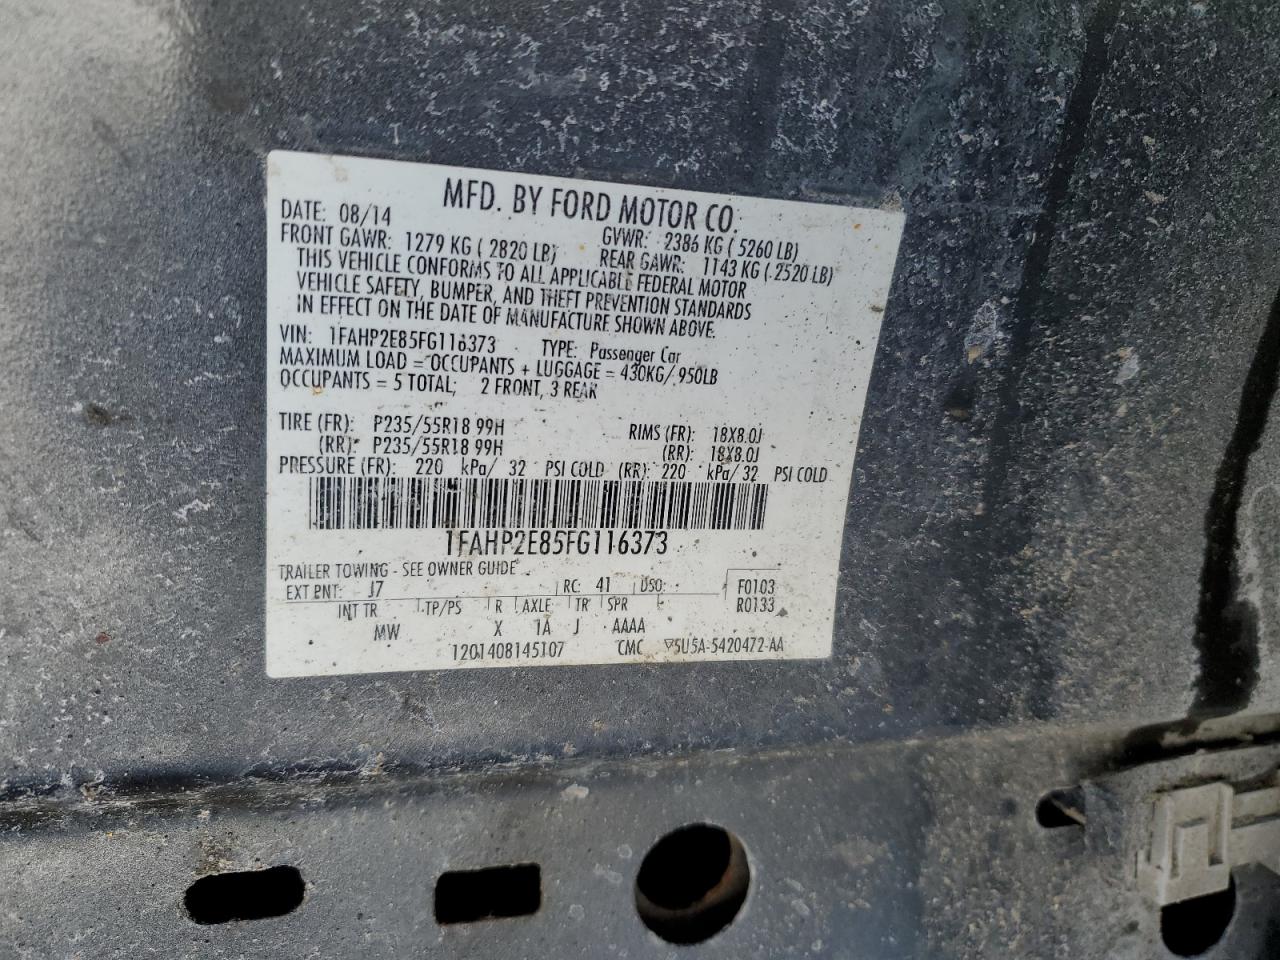 MFD. BY FORD MOTOR CO.
DATE: 08/14 GVWR: 2386 KG ( 5260 LB)
FRONT GAWR: 1279 KG ( 2820 LB) REAR GAWR: 1143 KG ( 2520 LB)
THIS VEHICLE CONFORMS TO ALL APPLICABLE FEDERAL MOTOR
VEHICLE SAFETY, BUMPER, AND THEFT PREVENTION STANDARDS
IN EFFECT ON THE DATE OF MANUFACTURE SHOWN ABOVE.
VIN: 1FAHP2E85FG116373 TYPE: Passenger Car
MAXIMUM LOAD = OCCUPANTS + LUGGAGE = 430KG/ 950LB
OCCUPANTS = 5 TOTAL; 2 FRONT, 3 REAR
TIRE (FR): P235/55R18 99H RIMS (FR): 18X8.0J
(RR): P235/55R18 99H (RR): 18X8.0J
PRESSURE (FR): 220 kPa/ 32 PSI COLD (RR): 220 kPa/ 32 PSI COLD
1FAHP2E85FG116373
TRAILER TOWING - SEE OWNER GUIDE
EXT PNT: J7 RC: 41 DSO: F0103
INT TR TP/PS R AXLE TR SPR R0133
MW X 1A J AAAA
1201408145107 CMC ▽5U5A-5420472-AA